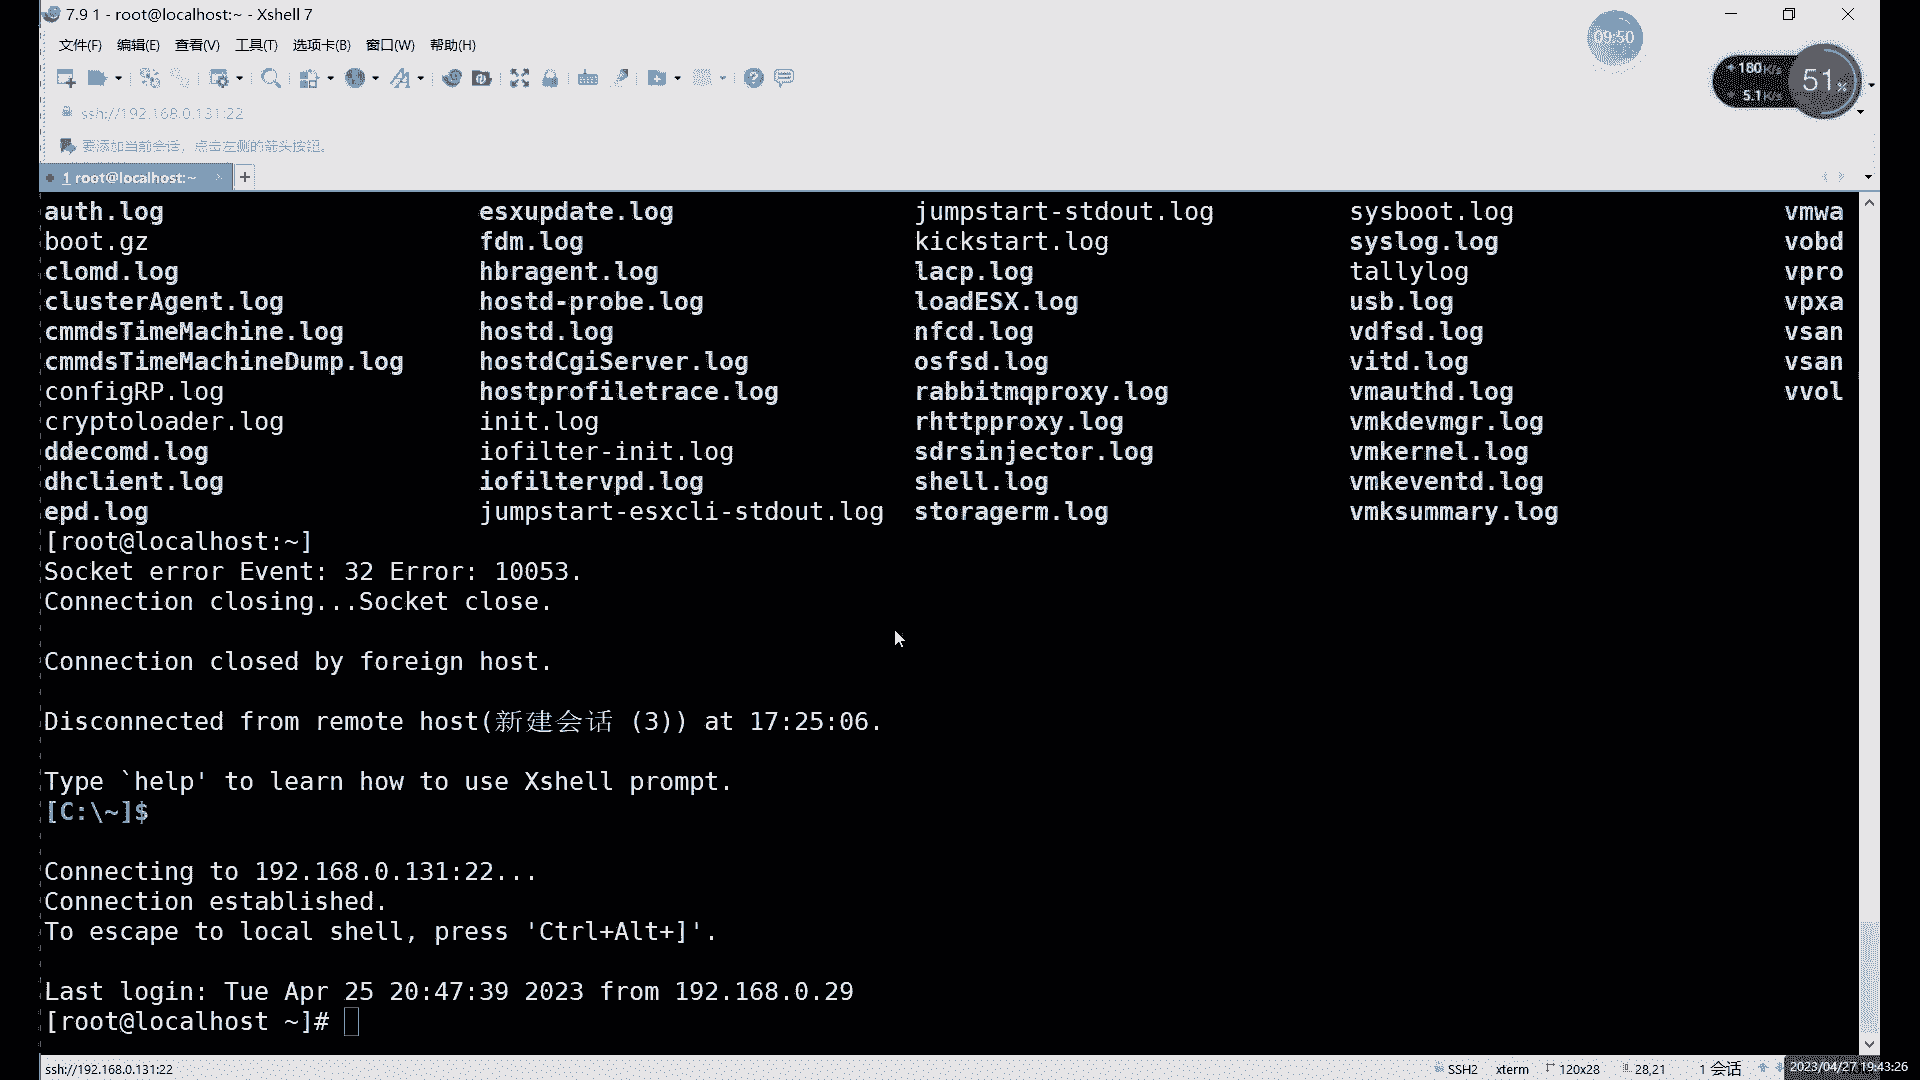 7.9 1 - root@localhost:~ - Xshell 7
09:50
文件(F) 编辑(E) 查看(V) 工具(T) 选项卡(B) 窗口(W) 帮助(H)
180K/s
51%
5.1K/s
ssh://192.168.0.131:22
要添加当前会话，点击左侧的箭头按钮。
1 root@localhost:~
auth.log esxupdate.log jumpstart-stdout.log sysboot.log vmwa
boot.gz fdm.log kickstart.log syslog.log vobd
clomd.log hbragent.log lacp.log tallylog vpro
clusterAgent.log hostd-probe.log loadESX.log usb.log vpxa
cmmdsTimeMachine.log hostd.log nfcd.log vdfsd.log vsan
cmmdsTimeMachineDump.log hostdCgiServer.log osfsd.log vitd.log vsan
configRP.log hostprofiletrace.log rabbitmqproxy.log vmauthd.log vvol
cryptoloader.log init.log rhttpproxy.log vmkdevmgr.log
ddecomd.log iofilter-init.log sdrsinjector.log vmkernel.log
dhclient.log iofiltervpd.log shell.log vmkeventd.log
epd.log jumpstart-esxcli-stdout.log storagerm.log vmksummary.log
[root@localhost:~]
Socket error Event: 32 Error: 10053.
Connection closing...Socket close.
Connection closed by foreign host.
Disconnected from remote host(新建会话 (3)) at 17:25:06.
Type `help' to learn how to use Xshell prompt.
[C:\~]$
Connecting to 192.168.0.131:22...
Connection established.
To escape to local shell, press 'Ctrl+Alt+]'.
Last login: Tue Apr 25 20:47:39 2023 from 192.168.0.29
[root@localhost ~]#
ssh://192.168.0.131:22 SSH2 xterm 120x28 28,21 1 会话 2023/04/27 19:43:26